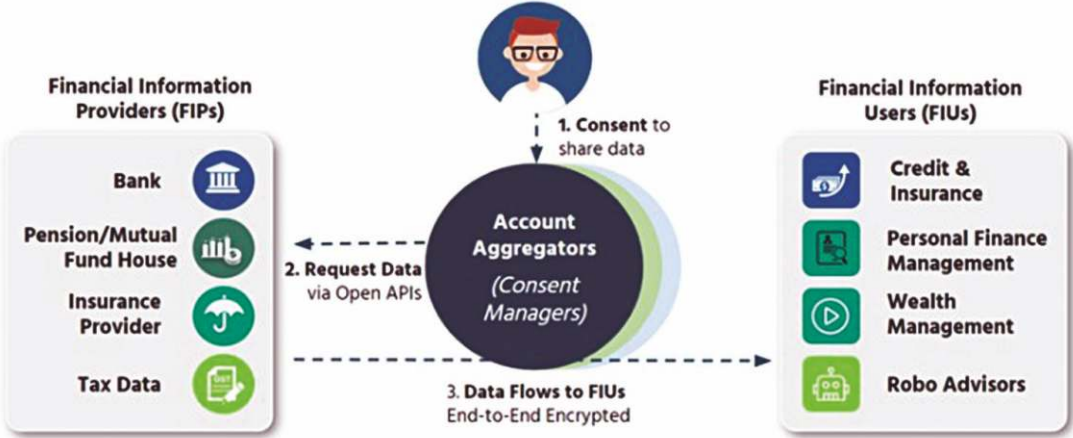 Financial Information
Providers (FIPs)
Bank
Pension/Mutual
Fund House
Insurance
Provider
Tax Data
GST
1. Consent to
share data
Account
Aggregators
(Consent
Managers)
2. Request Data
via Open APIs
3. Data Flows to FIUs
End-to-End Encrypted
Financial Information
Users (FIUs)
Credit &
Insurance
Personal Finance
Management
Wealth
Management
Robo Advisors